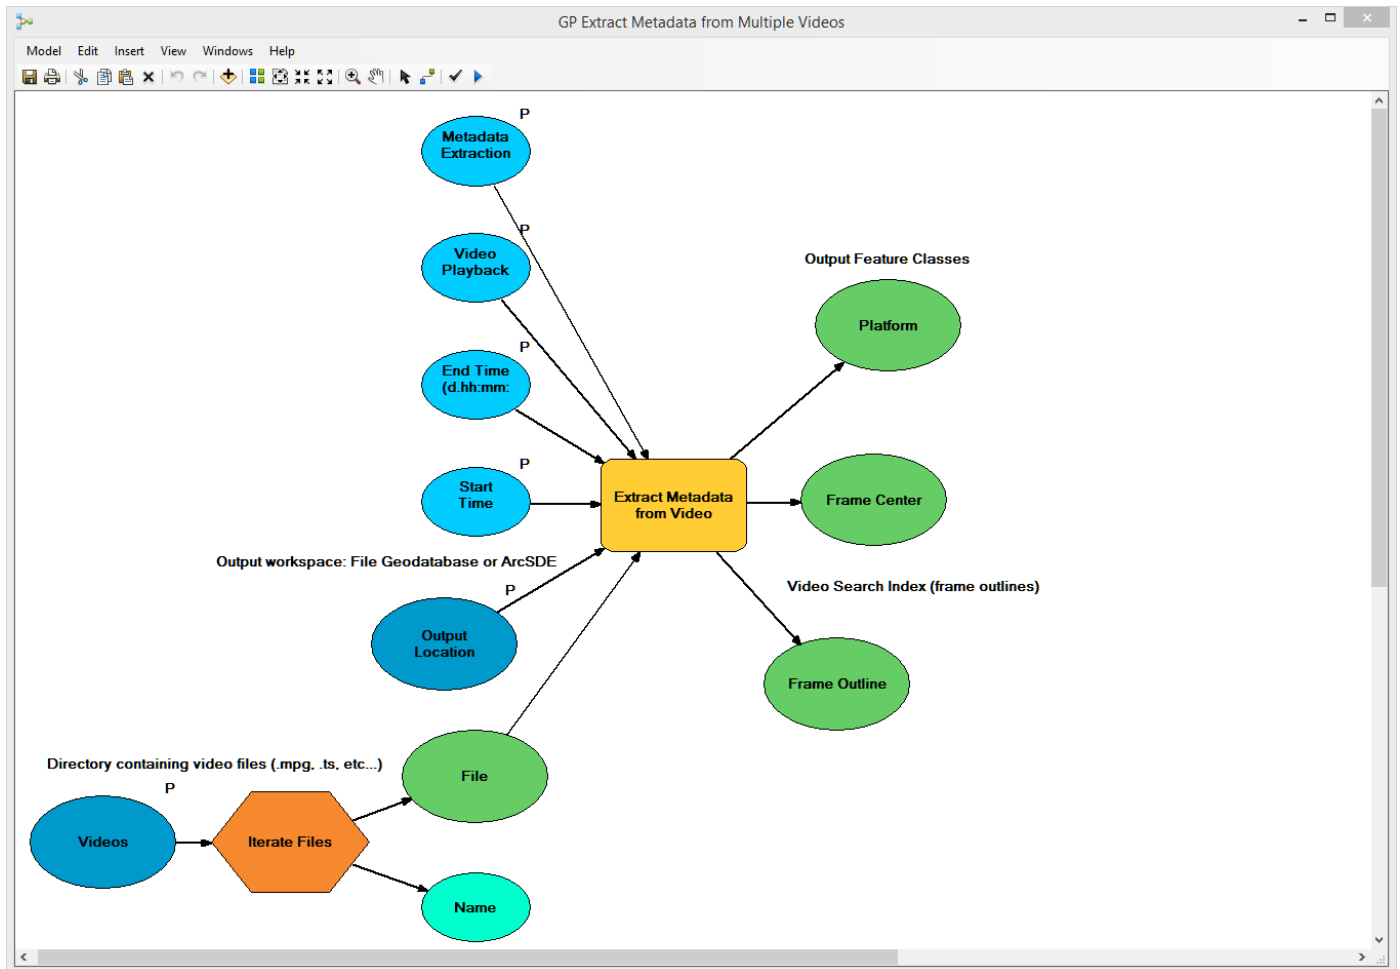 GP Extract Metadata from Multiple Videos
Model Edit Insert View Windows Help
P
Metadata
Extraction
P
Video
Playback
Output Feature Classes
Platform
P
End Time
(d.hh:mm:
P
Start
Time
Extract Metadata
from Video
Frame Center
Output workspace: File Geodatabase or ArcSDE
P
Output
Location
Video Search Index (frame outlines)
Frame Outline
Directory containing video files (.mpg, .ts, etc...)
P
File
Videos
Iterate Files
Name